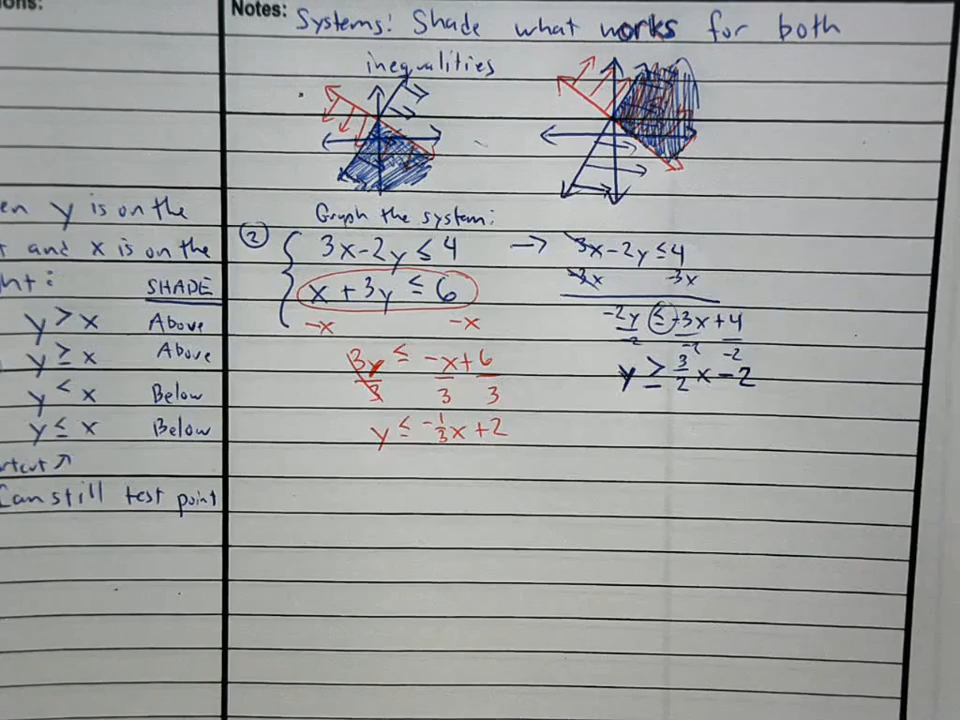 Notes:
Systems: Shade what works for both
inequalities
en y is on the
and x is on the
ht:
SHADE
y > x Above
y ≥ x Above
y < x Below
y ≤ x Below
rtcut ↗
Can still test point
Graph the system:
② { 3x-2y ≤ 4
x + 3y ≤ 6
-x -x
3y ≤ -x+6
3 3 3
y ≤ -1/3x + 2
→ 3x-2y ≤ 4
-3x -3x
-2y ≤ -3x + 4
-2 -2 -2
y ≥ 3/2x - 2